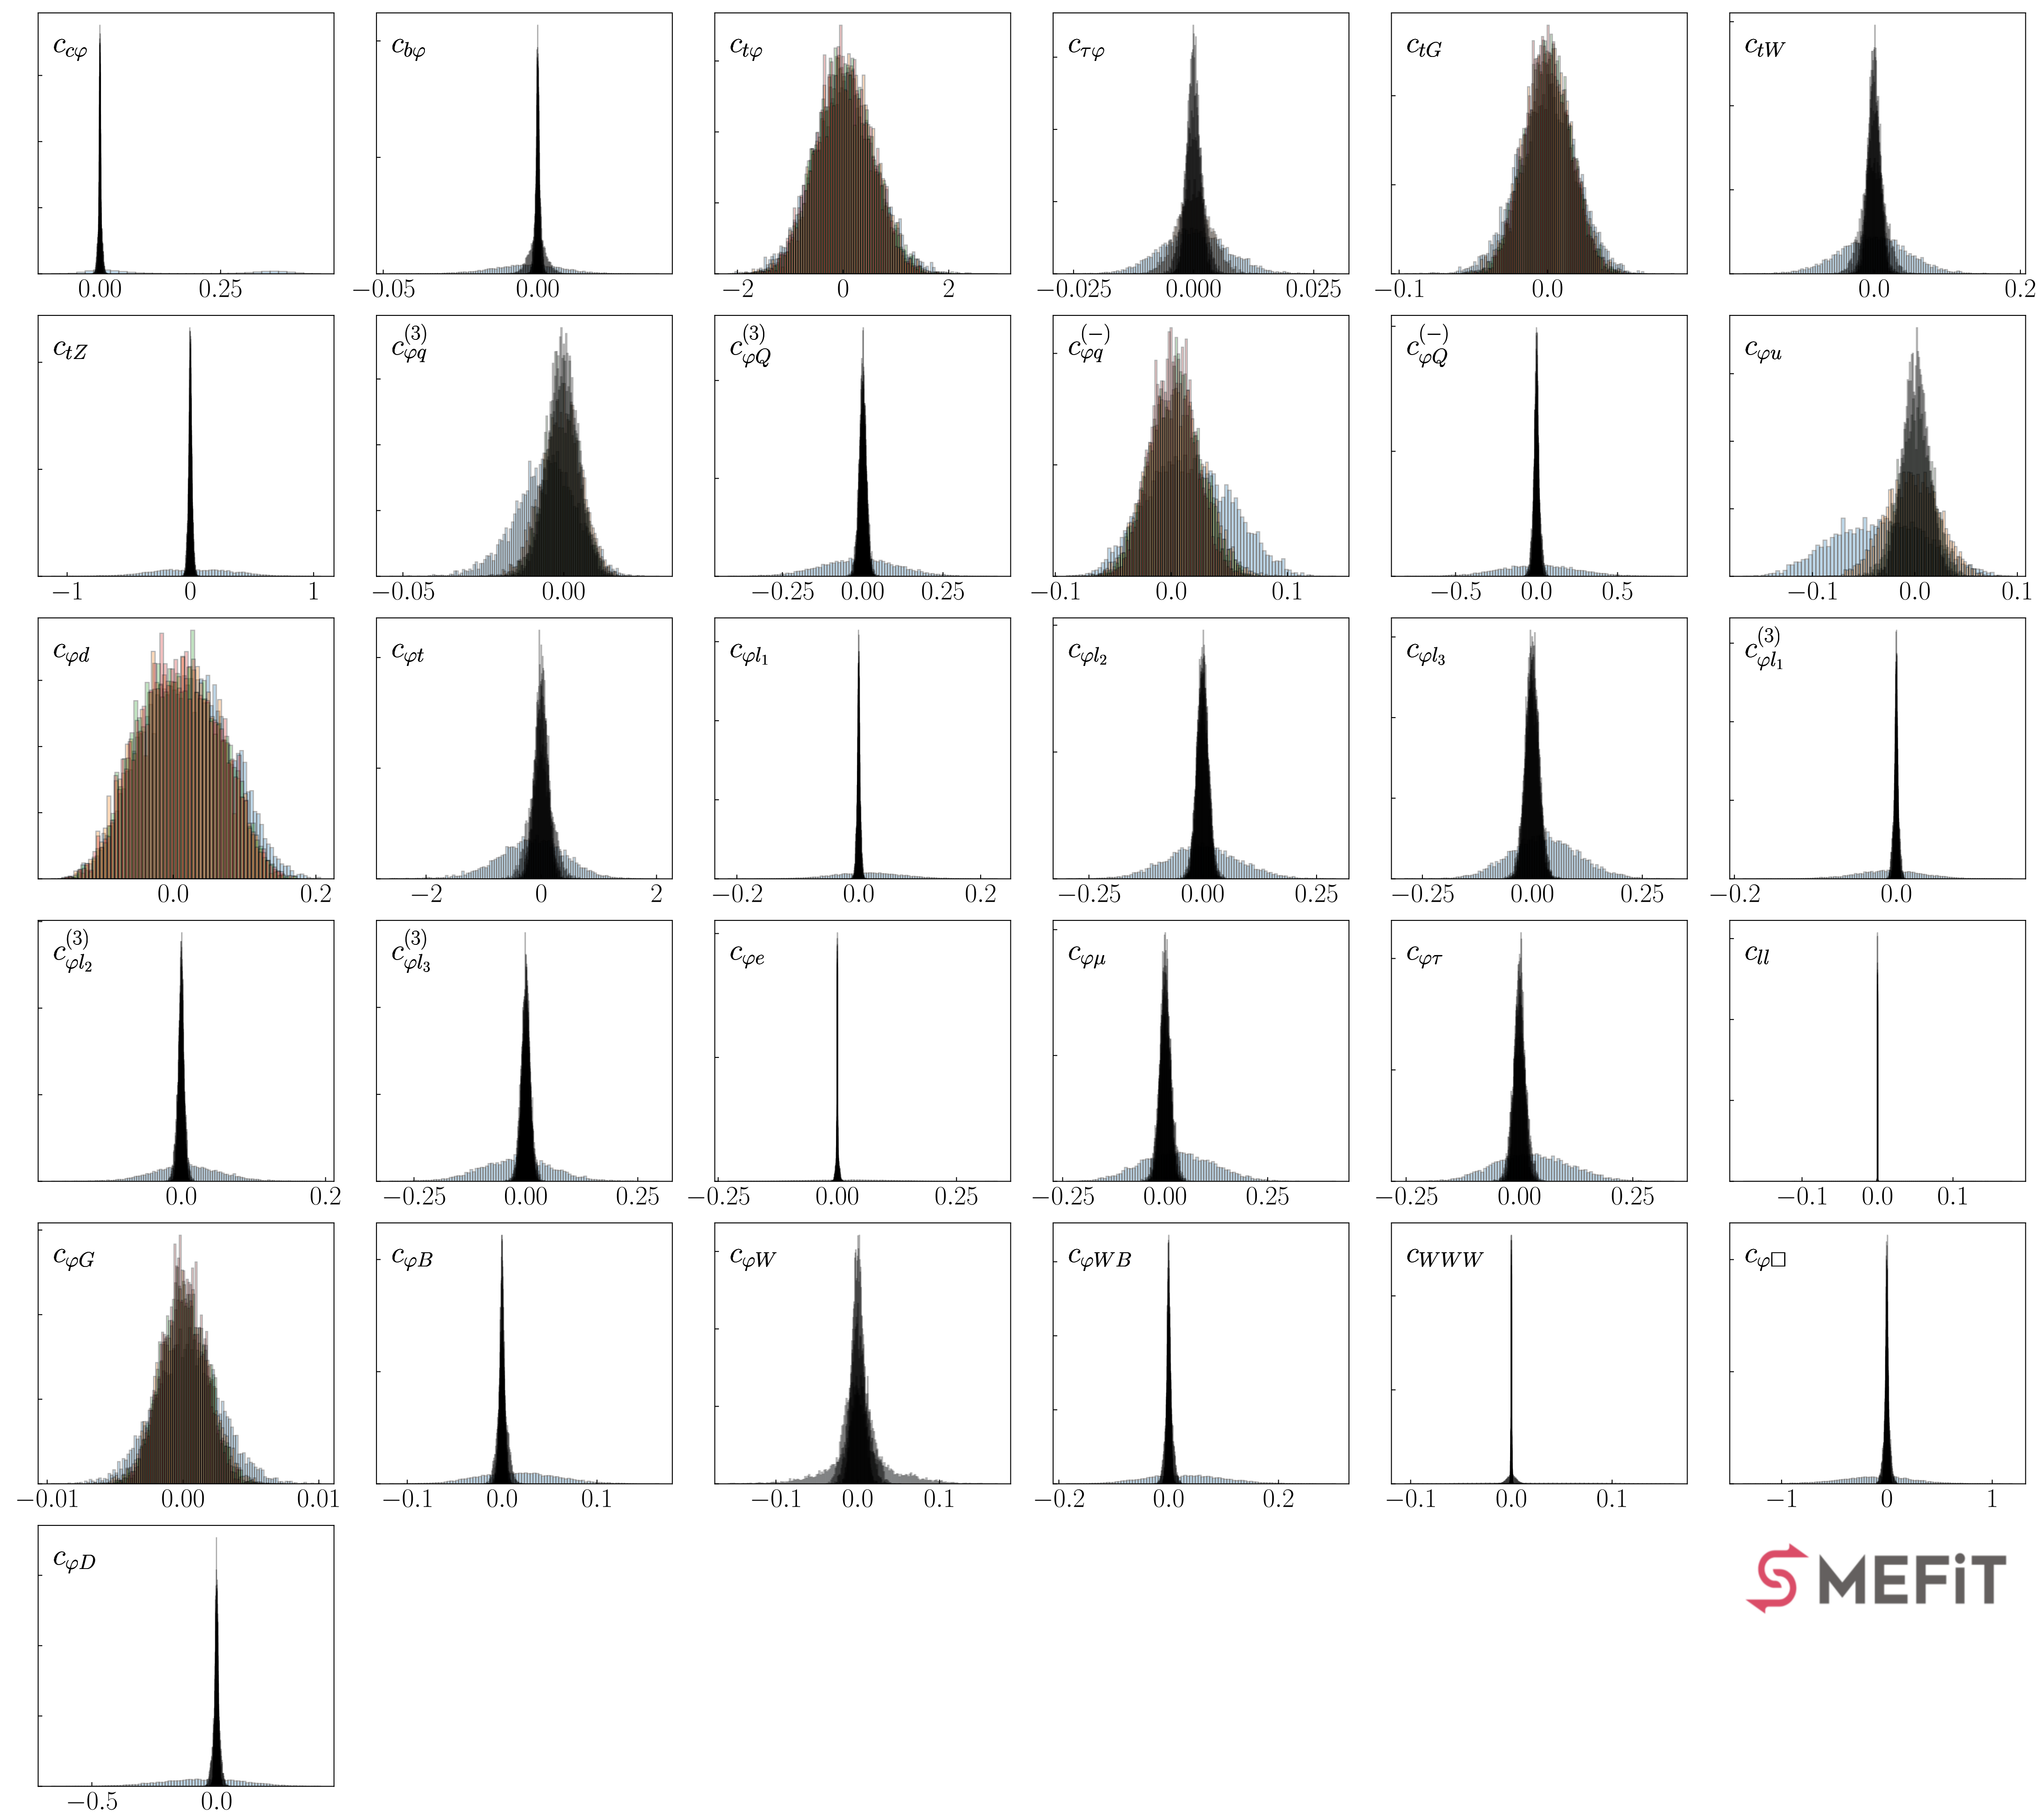 c_{cφ} c_{bφ} c_{tφ} c_{τφ} c_{tG} c_{tW}
0.00 0.25 −0.05 0.00 −2 0 2 −0.025 0.000 0.025 −0.1 0.0 0.0 0.2
c_{tZ} c_{φq}^{(3)} c_{φQ}^{(3)} c_{φq}^{(−)} c_{φQ}^{(−)} c_{φu}
−1 0 1 −0.05 0.00 −0.25 0.00 0.25 −0.1 0.0 0.1 −0.5 0.0 0.5 −0.1 0.0 0.1
c_{φd} c_{φt} c_{φl_1} c_{φl_2} c_{φl_3} c_{φl_1}^{(3)}
0.0 0.2 −2 0 2 −0.2 0.0 0.2 −0.25 0.00 0.25 −0.25 0.00 0.25 −0.2 0.0
c_{φl_2}^{(3)} c_{φl_3}^{(3)} c_{φe} c_{φμ} c_{φτ} c_{ll}
0.0 0.2 −0.25 0.00 0.25 −0.25 0.00 0.25 −0.25 0.00 0.25 −0.25 0.00 0.25 −0.1 0.0 0.1
c_{φG} c_{φB} c_{φW} c_{φWB} c_{WWW} c_{φ□}
−0.01 0.00 0.01 −0.1 0.0 0.1 −0.1 0.0 0.1 −0.2 0.0 0.2 −0.1 0.0 0.1 −1 0 1
c_{φD}
SMEFiT
−0.5 0.0